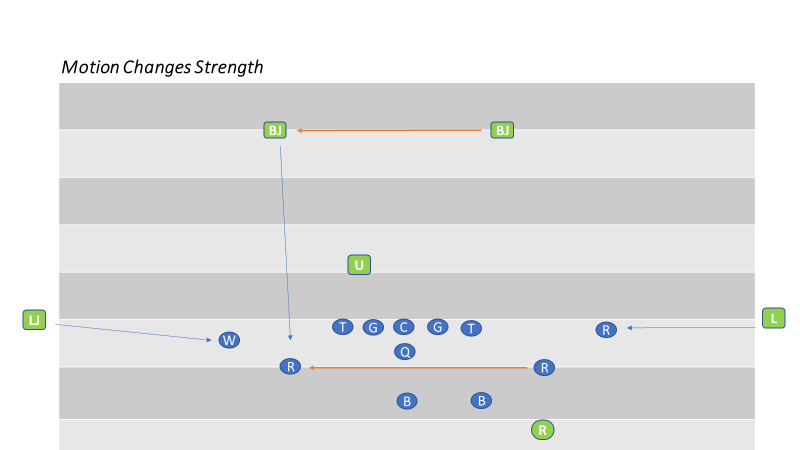 Motion Changes Strength
BJ BJ
U
LJ L
T G C G T R
W
Q
R R
B B
R